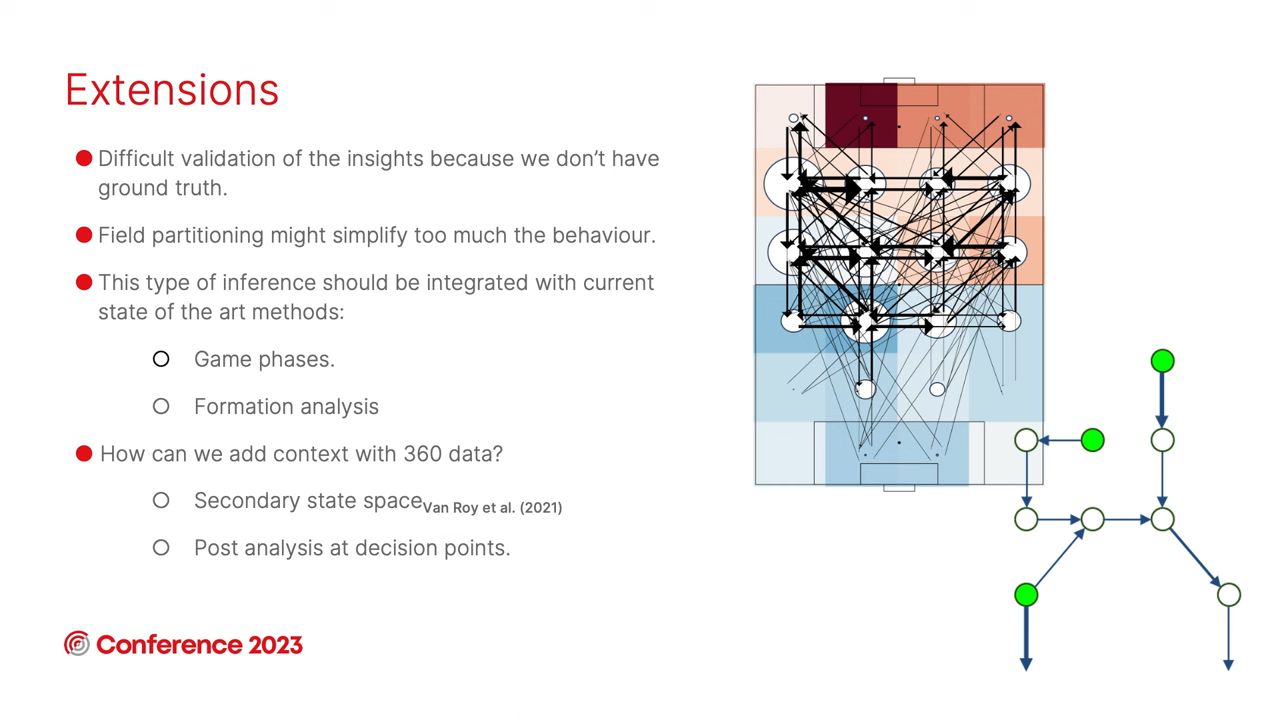 Extensions
Difficult validation of the insights because we don’t have
ground truth.
Field partitioning might simplify too much the behaviour.
This type of inference should be integrated with current
state of the art methods:
Game phases.
Formation analysis
How can we add context with 360 data?
Secondary state space Van Roy et al. (2021)
Post analysis at decision points.
Conference 2023